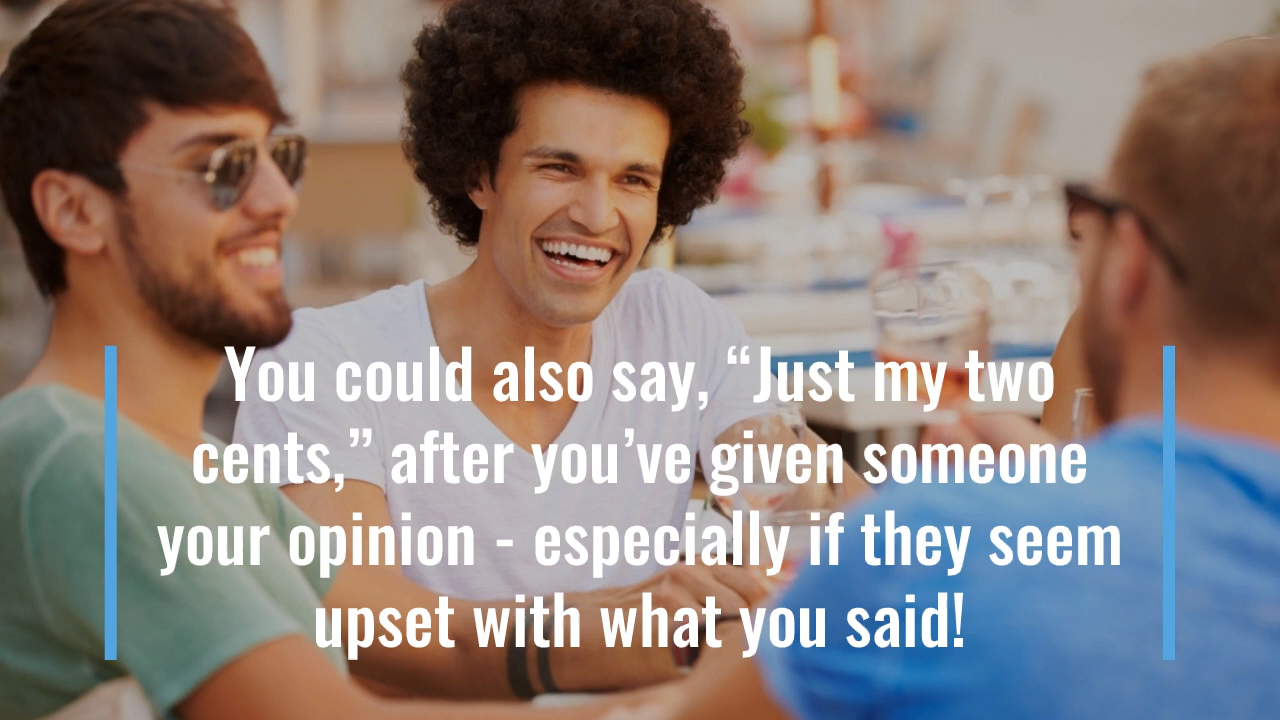 You could also say, “Just my two
cents,” after you’ve given someone
your opinion - especially if they seem
upset with what you said!